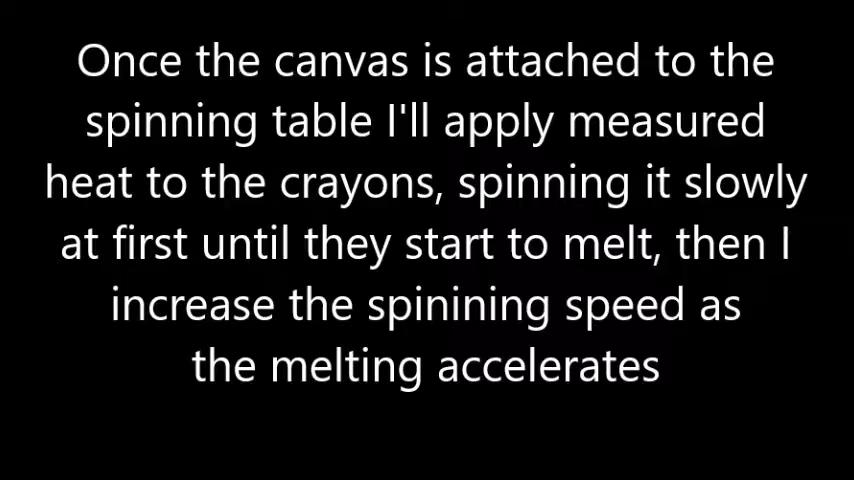 Once the canvas is attached to the
spinning table I'll apply measured
heat to the crayons, spinning it slowly
at first until they start to melt, then I
increase the spinining speed as
the melting accelerates